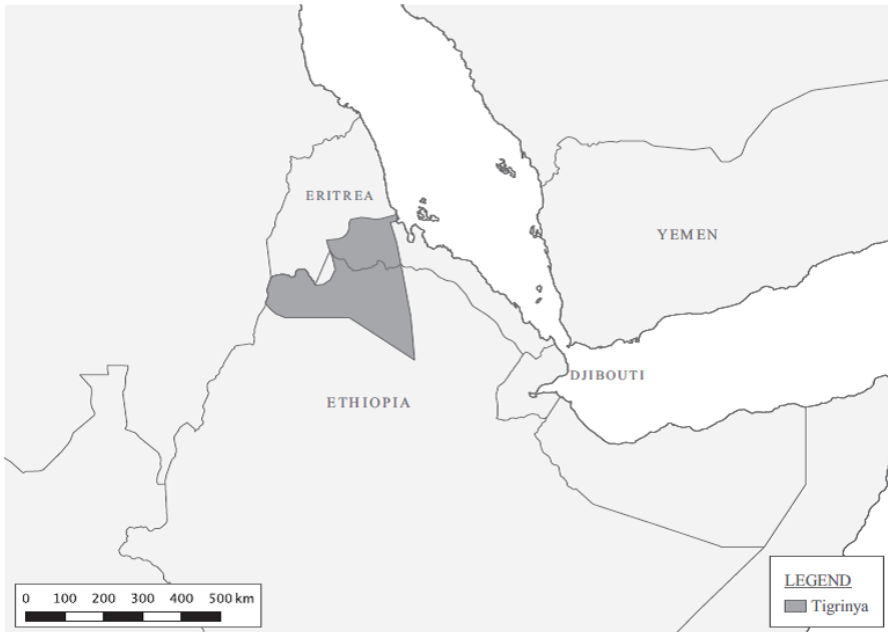 ERITREA
YEMEN
DJIBOUTI
ETHIOPIA
0 100 200 300 400 500 km
LEGEND
Tigrinya